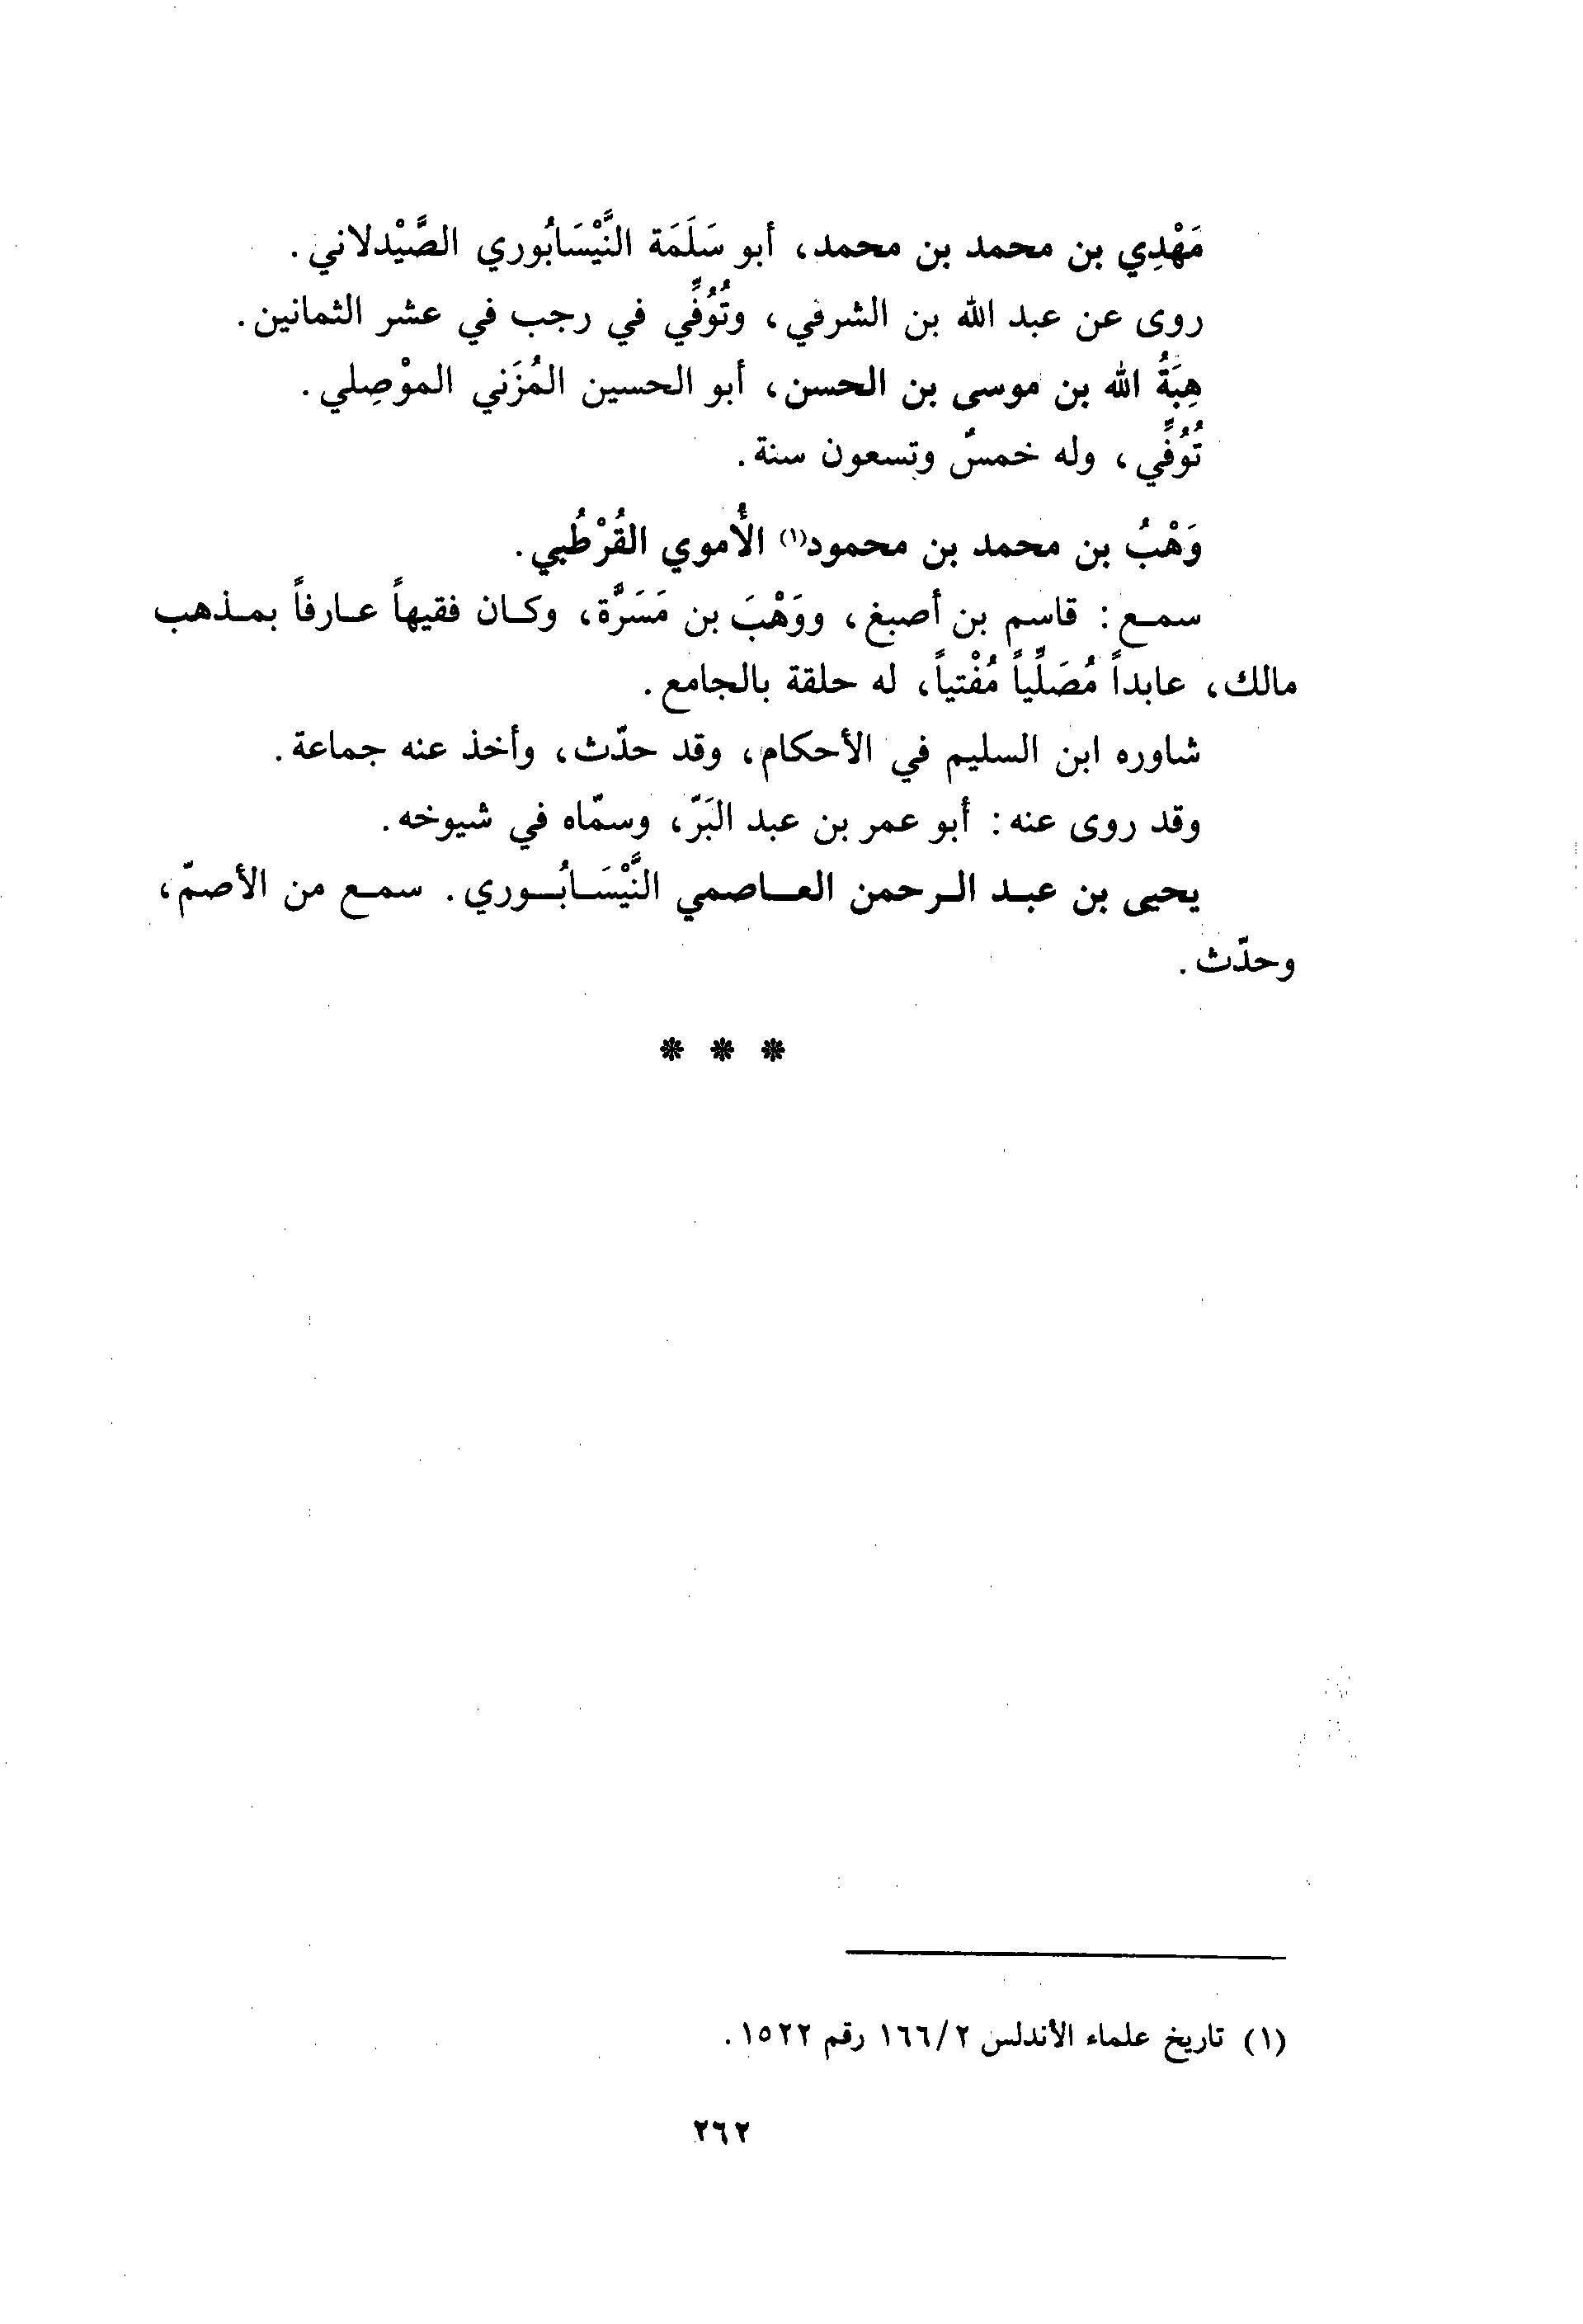 مَهْدِي بن محمد بن محمد، أبو سَلَمَة النَّيْسَابُوري الصَّيْدلاني.
روى عن عبد الله بن الشرفي، وتُوُفِّي في رجب في عشر الثمانين.
هِبَةُ الله بن موسى بن الحسن، أبو الحسين المُزَني الموْصِلي.
تُوُفِّي، وله خمسٌ وتسعون سنة.
وَهْبُ بن محمد بن محمود(١) الأُموي القُرْطُبي.
سمع: قاسم بن أصبغ، ووَهْبَ بن مَسَرَّة، وكان فقيهاً عارفاً بمذهب
مالك، عابداً مُصَلِّياً مُفْتياً، له حلقة بالجامع.
شاوره ابن السليم في الأحكام، وقد حدّث، وأخذ عنه جماعة.
وقد روى عنه: أبو عمر بن عبد البَرّ، وسمّاه في شيوخه.
يحيى بن عبد الرحمن العاصمي النَّيْسَابُوري. سمع من الأصمّ،
وحدّث.
* * *
(١) تاريخ علماء الأندلس ١٦٦/٢ رقم ١٥٢٢.
٢٦٢